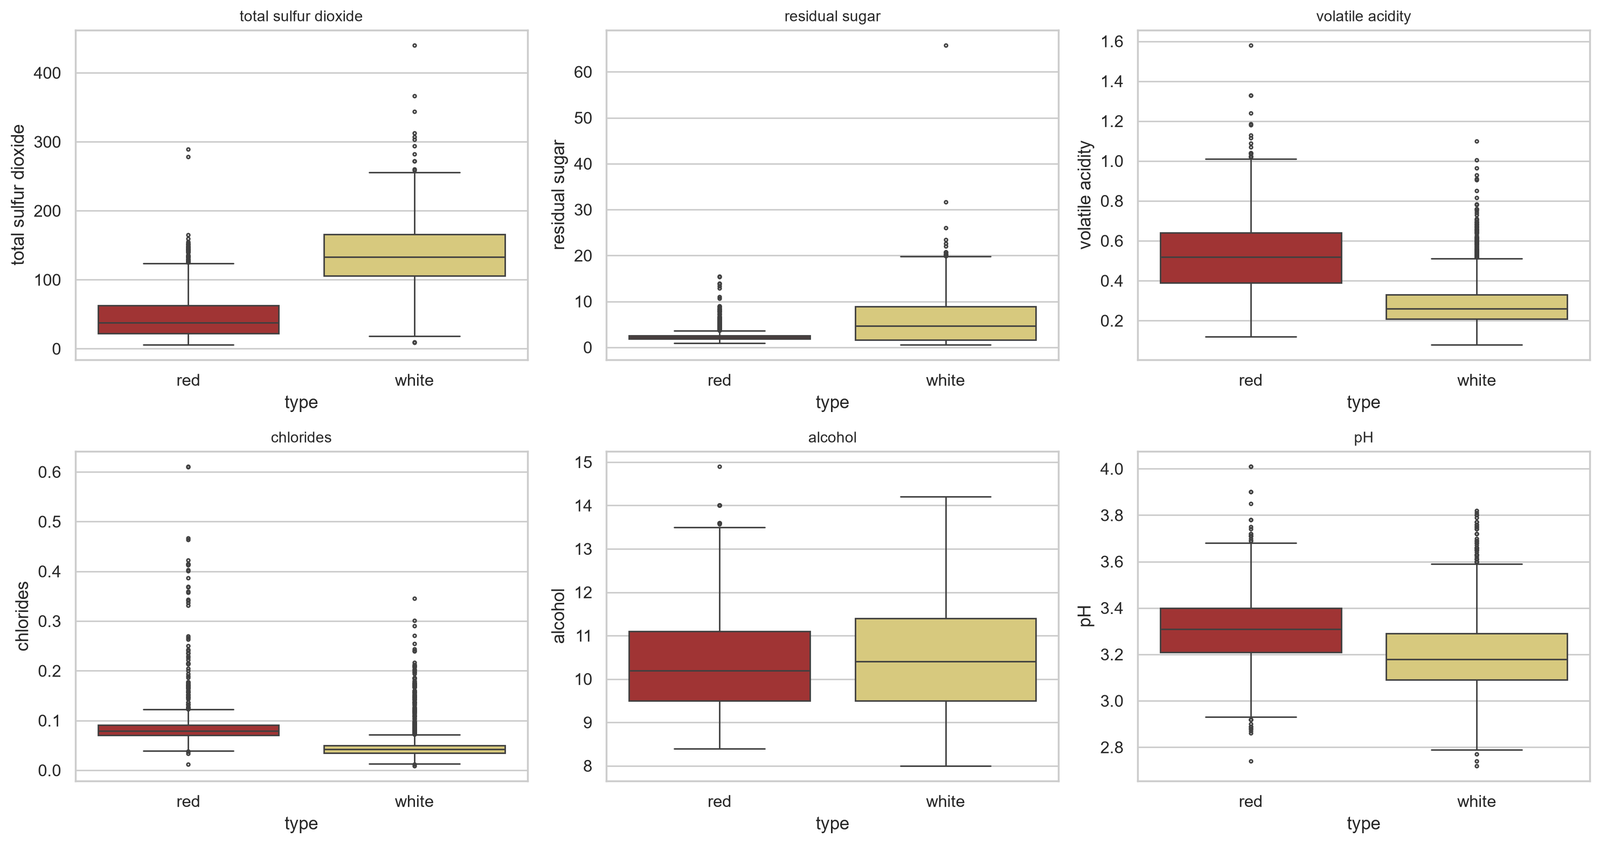 total sulfur dioxide
total sulfur dioxide
400
300
200
100
0
red white
type
residual sugar
residual sugar
60
50
40
30
20
10
0
red white
type
volatile acidity
volatile acidity
1.6
1.4
1.2
1.0
0.8
0.6
0.4
0.2
red white
type
chlorides
chlorides
0.6
0.5
0.4
0.3
0.2
0.1
0.0
red white
type
alcohol
alcohol
15
14
13
12
11
10
9
8
red white
type
pH
pH
4.0
3.8
3.6
3.4
3.2
3.0
2.8
red white
type